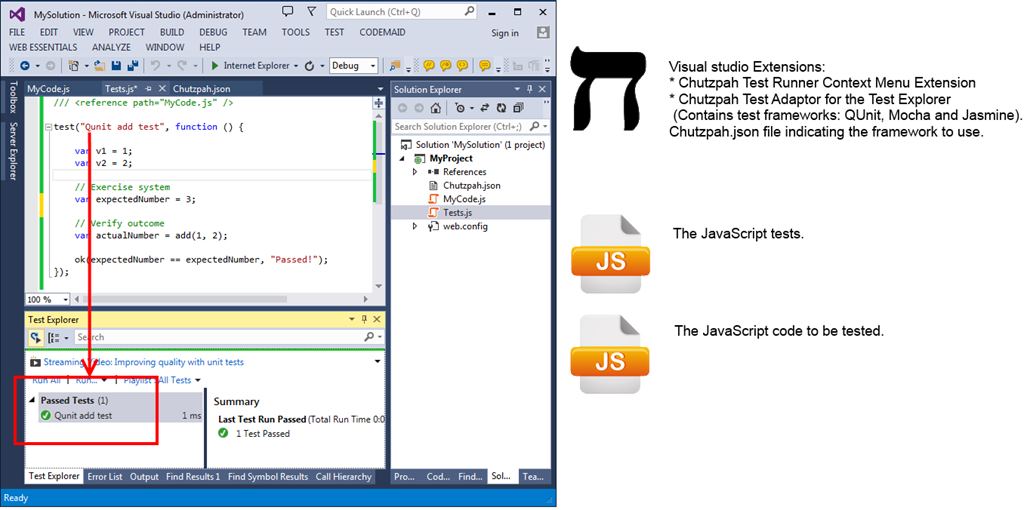 MySolution - Microsoft Visual Studio (Administrator)
Quick Launch (Ctrl+Q)
FILE EDIT VIEW PROJECT BUILD DEBUG TEAM TOOLS TEST CODEMAID
Sign in
WEB ESSENTIALS ANALYZE WINDOW HELP
Internet Explorer
Debug
Toolbox
Server Explorer
MyCode.js Tests.js* Chutzpah.json
/// <reference path="MyCode.js" />
test("Qunit add test", function () {
var v1 = 1;
var v2 = 2;
// Exercise system
var expectedNumber = 3;
// Verify outcome
var actualNumber = add(1, 2);
ok(expectedNumber == expectedNumber, "Passed!");
});
100 %
Solution Explorer
Search Solution Explorer (Ctrl+;)
Solution 'MySolution' (1 project)
MyProject
References
Chutzpah.json
MyCode.js
Tests.js
web.config
Test Explorer
Search
Streaming Video: Improving quality with unit tests
Run All | Run... | Playlist : All Tests
Passed Tests (1)
Qunit add test 1 ms
Summary
Last Test Run Passed (Total Run Time 0:0
1 Test Passed
Test Explorer Error List Output Find Results 1 Find Symbol Results Call Hierarchy
Pro... Cod... Find... Sol... Tea...
Ready
ח
Visual studio Extensions:
* Chutzpah Test Runner Context Menu Extension
* Chutzpah Test Adaptor for the Test Explorer
(Contains test frameworks: QUnit, Mocha and Jasmine).
Chutzpah.json file indicating the framework to use.
JS
The JavaScript tests.
JS
The JavaScript code to be tested.